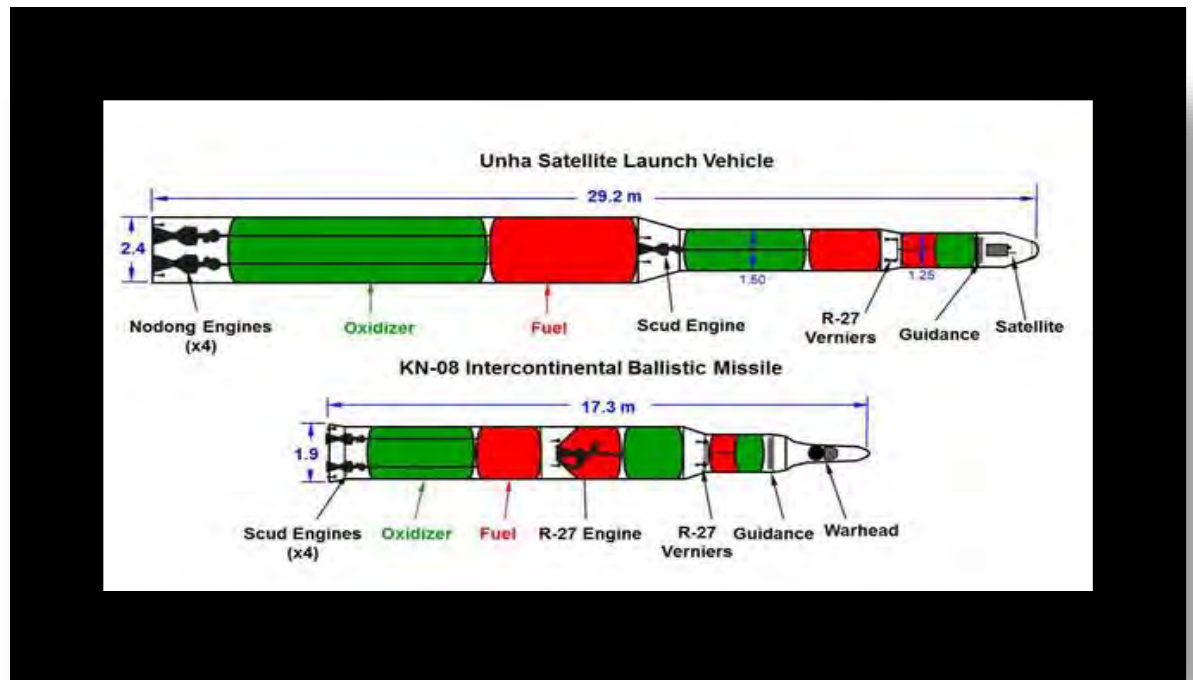 Unha Satellite Launch Vehicle
29.2 m
2.4
1.50
1.25
Nodong Engines
(x4)
Oxidizer
Fuel
Scud Engine
R-27
Verniers
Guidance
Satellite
KN-08 Intercontinental Ballistic Missile
17.3 m
1.9
Scud Engines
(x4)
Oxidizer
Fuel
R-27 Engine
R-27
Verniers
Guidance
Warhead